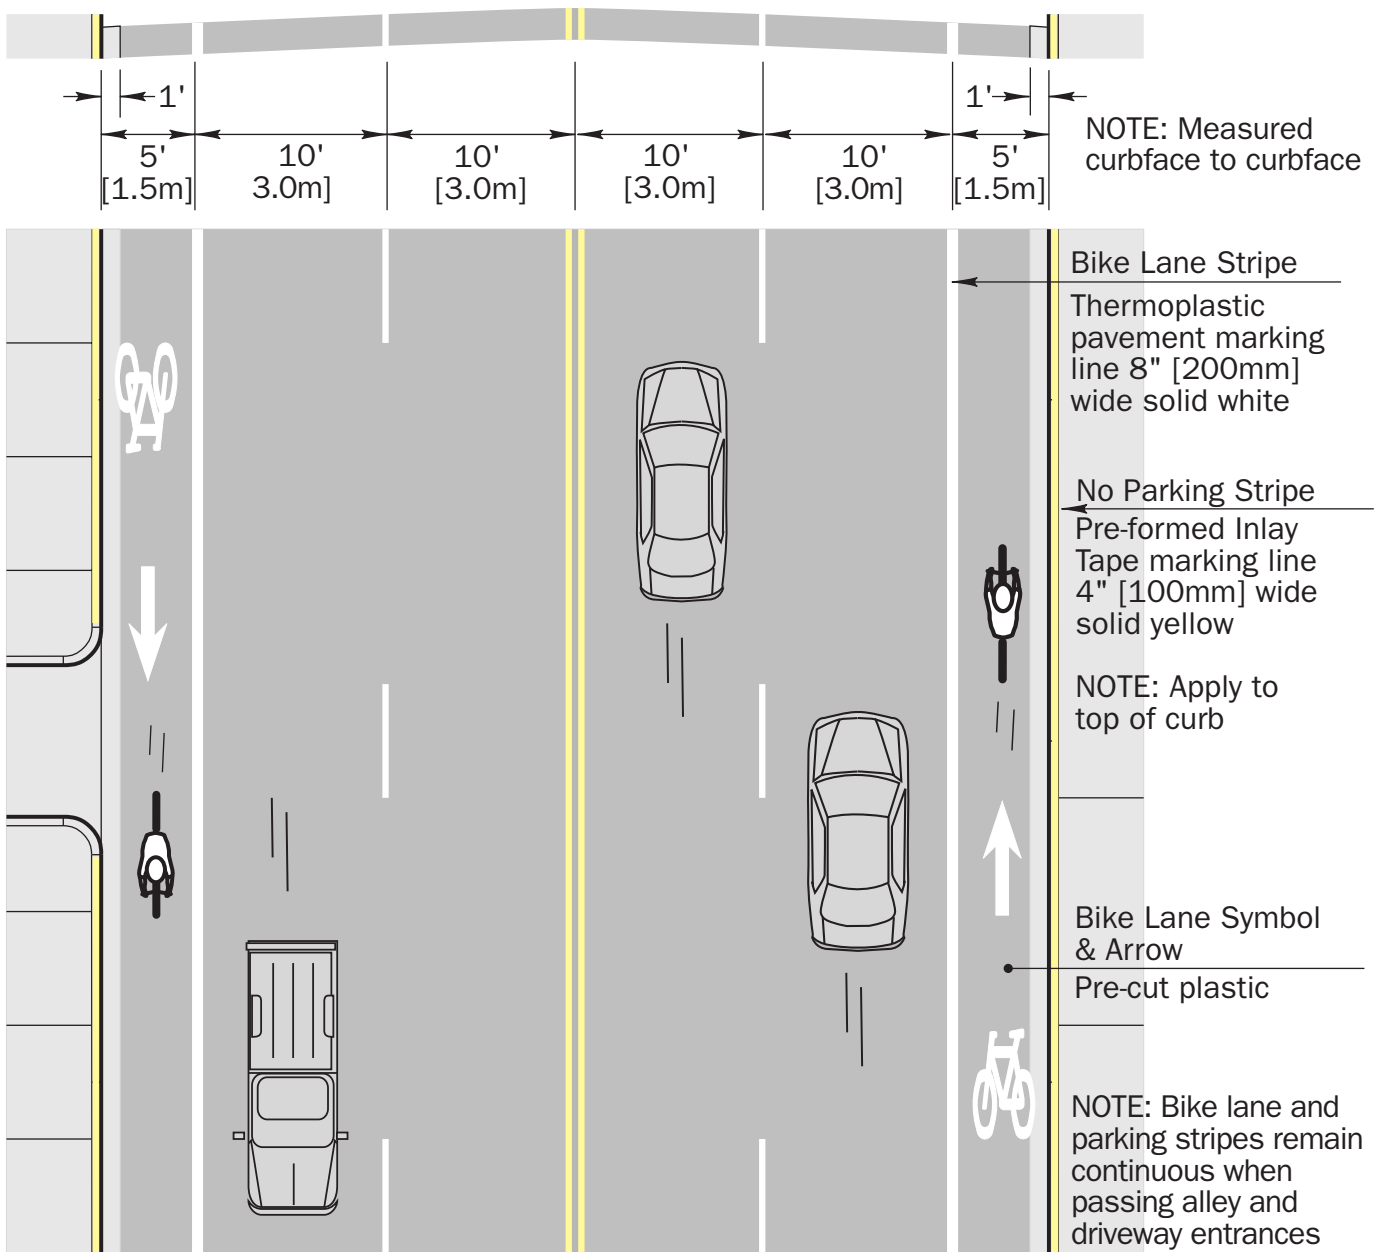 1'
1'
5'
[1.5m]
10'
3.0m]
10'
[3.0m]
10'
[3.0m]
10'
[3.0m]
5'
[1.5m]
NOTE: Measured
curbface to curbface
Bike Lane Stripe
Thermoplastic
pavement marking
line 8" [200mm]
wide solid white
No Parking Stripe
Pre-formed Inlay
Tape marking line
4" [100mm] wide
solid yellow
NOTE: Apply to
top of curb
Bike Lane Symbol
& Arrow
Pre-cut plastic
NOTE: Bike lane and
parking stripes remain
continuous when
passing alley and
driveway entrances